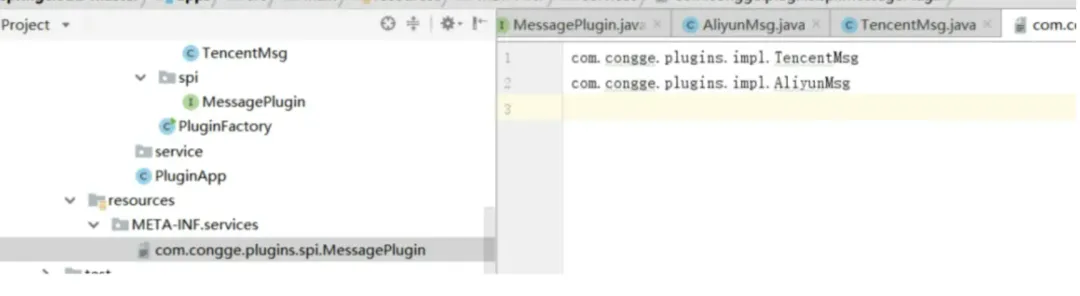 Project
TencentMsg
spi
MessagePlugin
PluginFactory
service
PluginApp
resources
META-INF.services
com.congge.plugins.spi.MessagePlugin
MessagePlugin.java
AliyunMsg.java
TencentMsg.java
com.co
1 com.congge.plugins.impl.TencentMsg
2 com.congge.plugins.impl.AliyunMsg
3